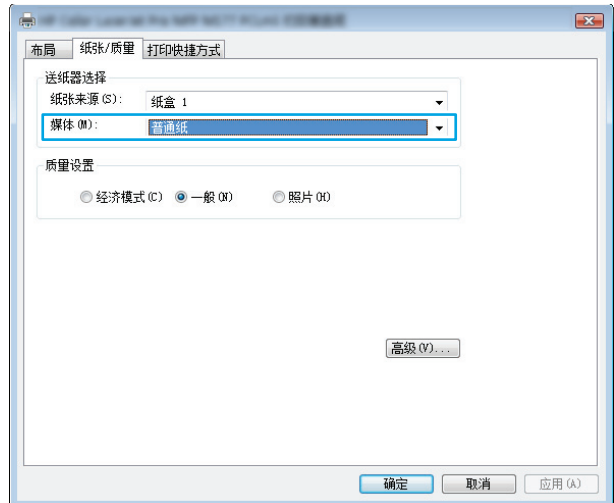 布局 纸张/质量 打印快捷方式
送纸器选择
纸张来源(S): 纸盒 1
媒体(M): 普通纸
质量设置
经济模式(C) 一般(N) 照片(H)
高级(V)...
确定 取消 应用(A)